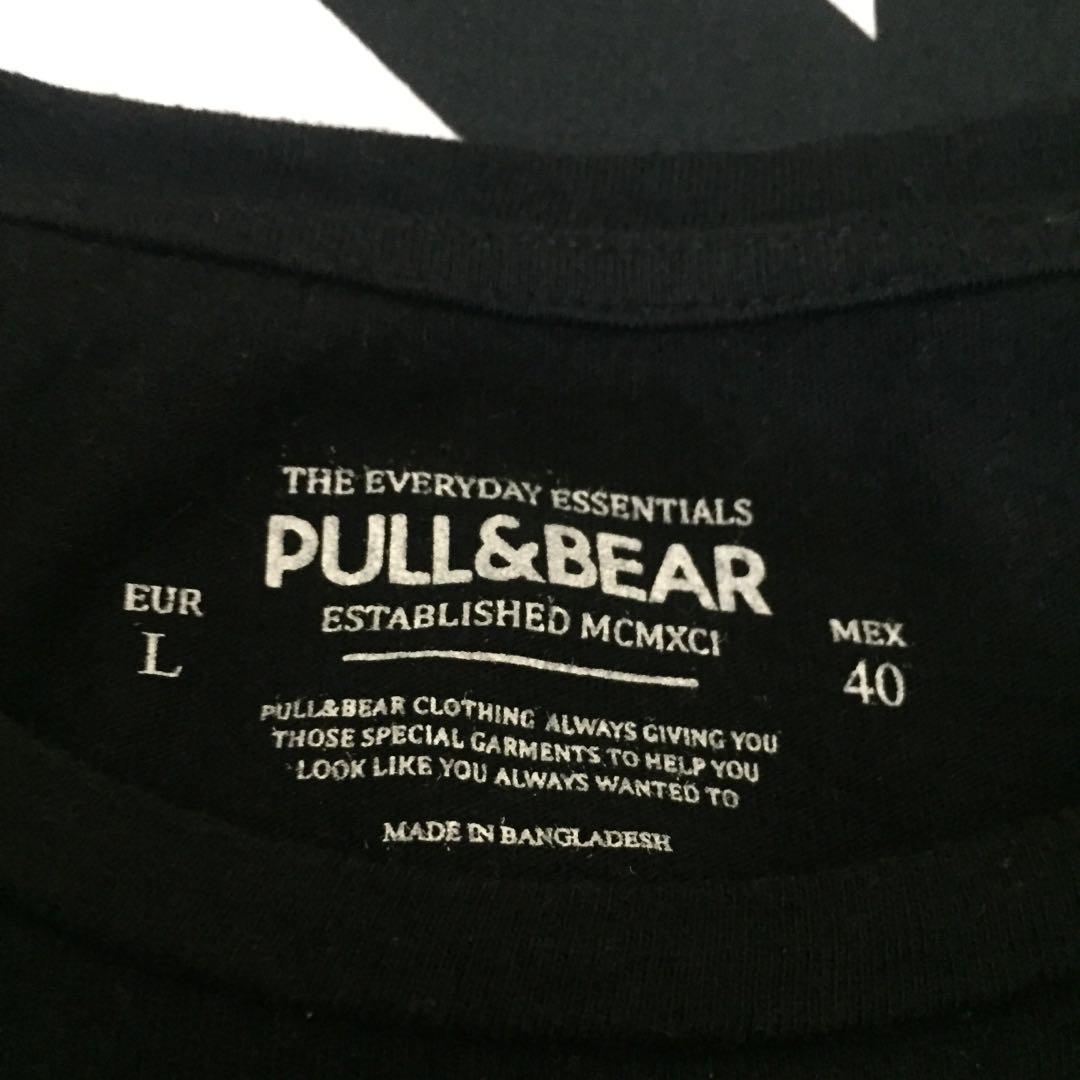 THE EVERYDAY ESSENTIALS
PULL&BEAR
ESTABLISHED MCMXCI
EUR
L
MEX
40
PULL&BEAR CLOTHING ALWAYS GIVING YOU
THOSE SPECIAL GARMENTS TO HELP YOU
LOOK LIKE YOU ALWAYS WANTED TO
MADE IN BANGLADESH